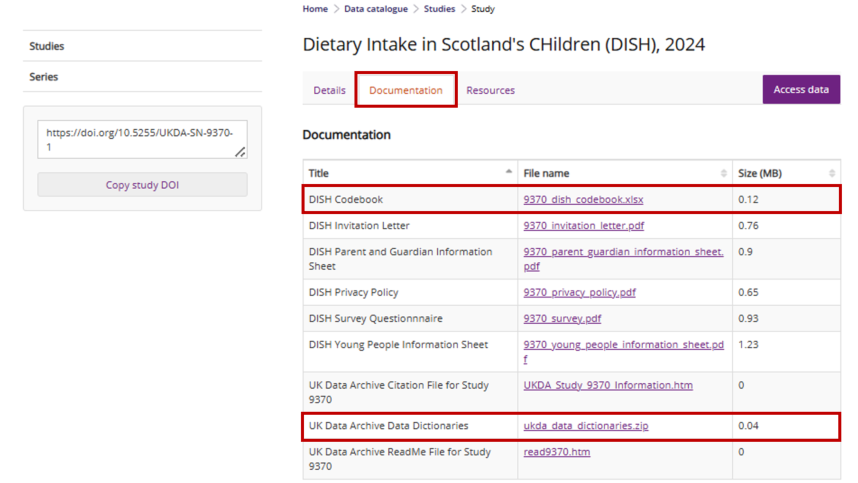 Home > Data catalogue > Studies > Study
Studies
Series
https://doi.org/10.5255/UKDA-SN-9370-
1
Copy study DOI
Dietary Intake in Scotland's CHildren (DISH), 2024
Details Documentation Resources Access data
Documentation
Title File name Size (MB)
DISH Codebook 9370_dish_codebook.xlsx 0.12
DISH Invitation Letter 9370_invitation_letter.pdf 0.76
DISH Parent and Guardian Information 9370_parent_guardian_information_sheet. 0.9
Sheet pdf
DISH Privacy Policy 9370_privacy_policy.pdf 0.65
DISH Survey Questionnnaire 9370_survey.pdf 0.93
DISH Young People Information Sheet 9370_young_people_information_sheet.pd 1.23
f
UK Data Archive Citation File for Study UKDA_Study_9370_Information.htm 0
9370
UK Data Archive Data Dictionaries ukda_data_dictionaries.zip 0.04
UK Data Archive ReadMe File for Study read9370.htm 0
9370